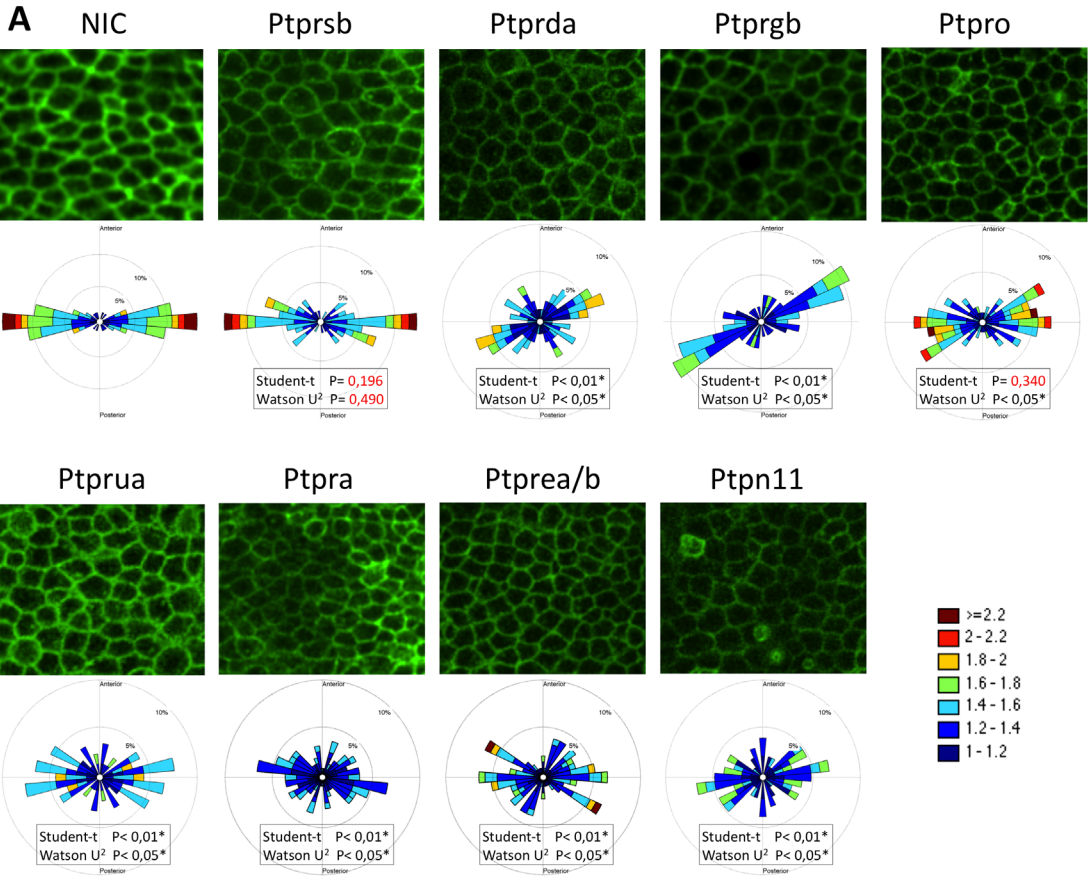 A
NIC
Ptprsb
Ptprda
Ptprgb
Ptpro
Anterior
10%
5%
Posterior
Anterior
10%
5%
Student-t P= 0,196
Watson U² P= 0,490
Posterior
Anterior
10%
5%
Student-t P< 0,01*
Watson U² P< 0,05*
Posterior
Anterior
10%
5%
Student-t P< 0,01*
Watson U² P< 0,05*
Posterior
Anterior
10%
5%
Student-t P= 0,340
Watson U² P< 0,05*
Posterior
Ptprua
Ptpra
Ptprea/b
Ptpn11
Anterior
10%
5%
Student-t P< 0,01*
Watson U² P< 0,05*
Posterior
Anterior
10%
5%
Student-t P< 0,01*
Watson U² P< 0,05*
Posterior
Anterior
10%
5%
Student-t P< 0,01*
Watson U² P< 0,05*
Posterior
Anterior
10%
5%
Student-t P< 0,01*
Watson U² P< 0,05*
Posterior
>=2.2
2 - 2.2
1.8 - 2
1.6 - 1.8
1.4 - 1.6
1.2 - 1.4
1 - 1.2